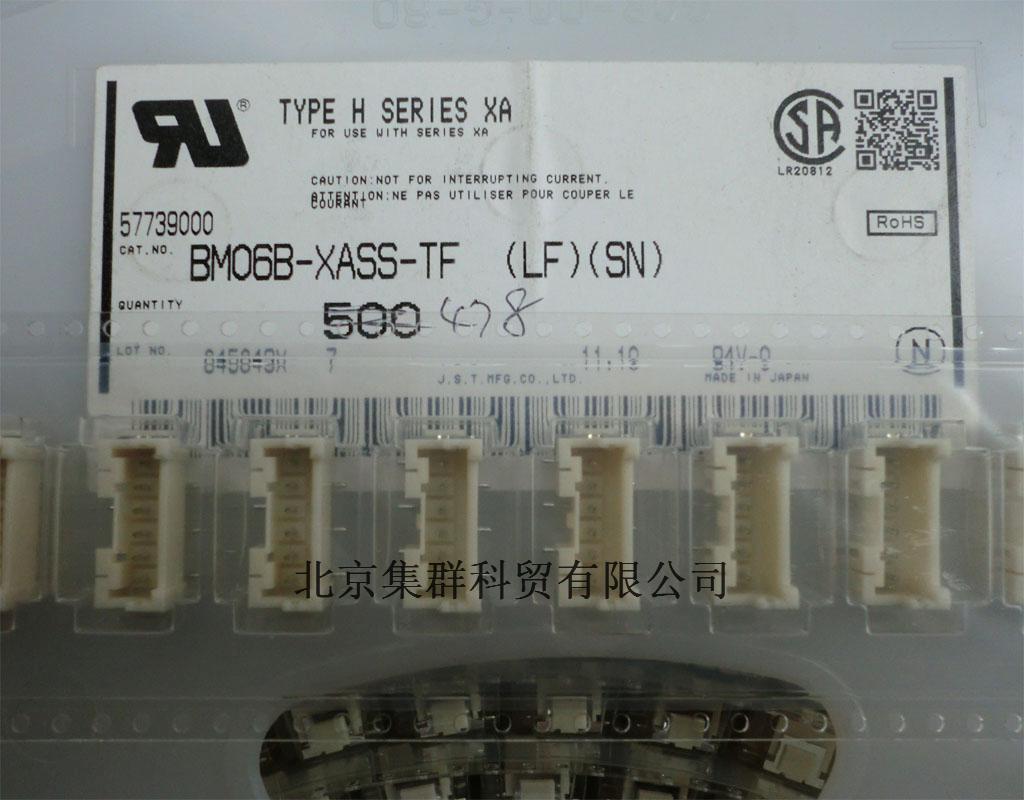 TYPE H SERIES XA
FOR USE WITH SERIES XA
LR20812
CAUTION:NOT FOR INTERRUPTING CURRENT.
ATTENTION:NE PAS UTILISER POUR COUPER LE
COURANT
57739000
RoHS
CAT.NO. BM06B-XASS-TF (LF)(SN)
QUANTITY 500 478
LOT NO. 7 11.19 94V-0 N
J.S.T.MFG.CO.,LTD. MADE IN JAPAN
北京集群科贸有限公司